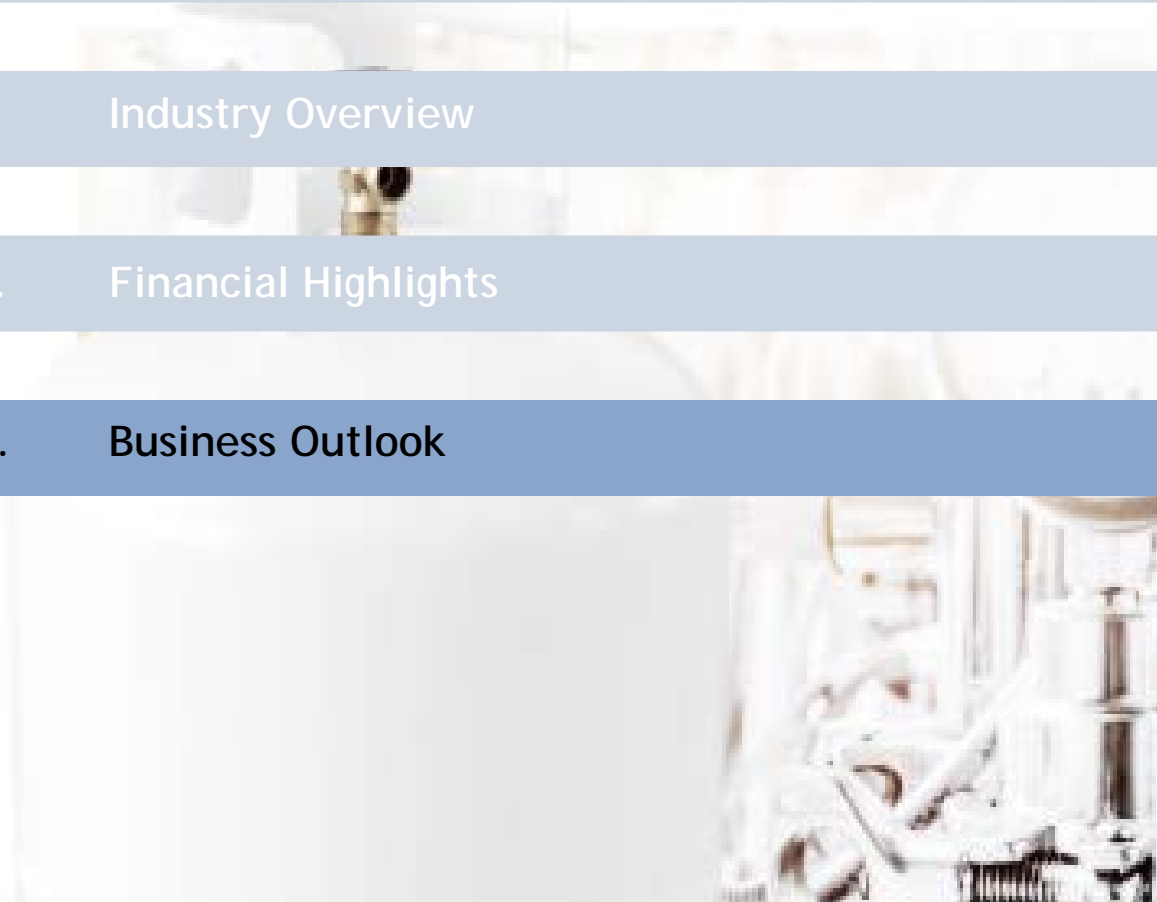 Industry Overview
. Financial Highlights
. Business Outlook